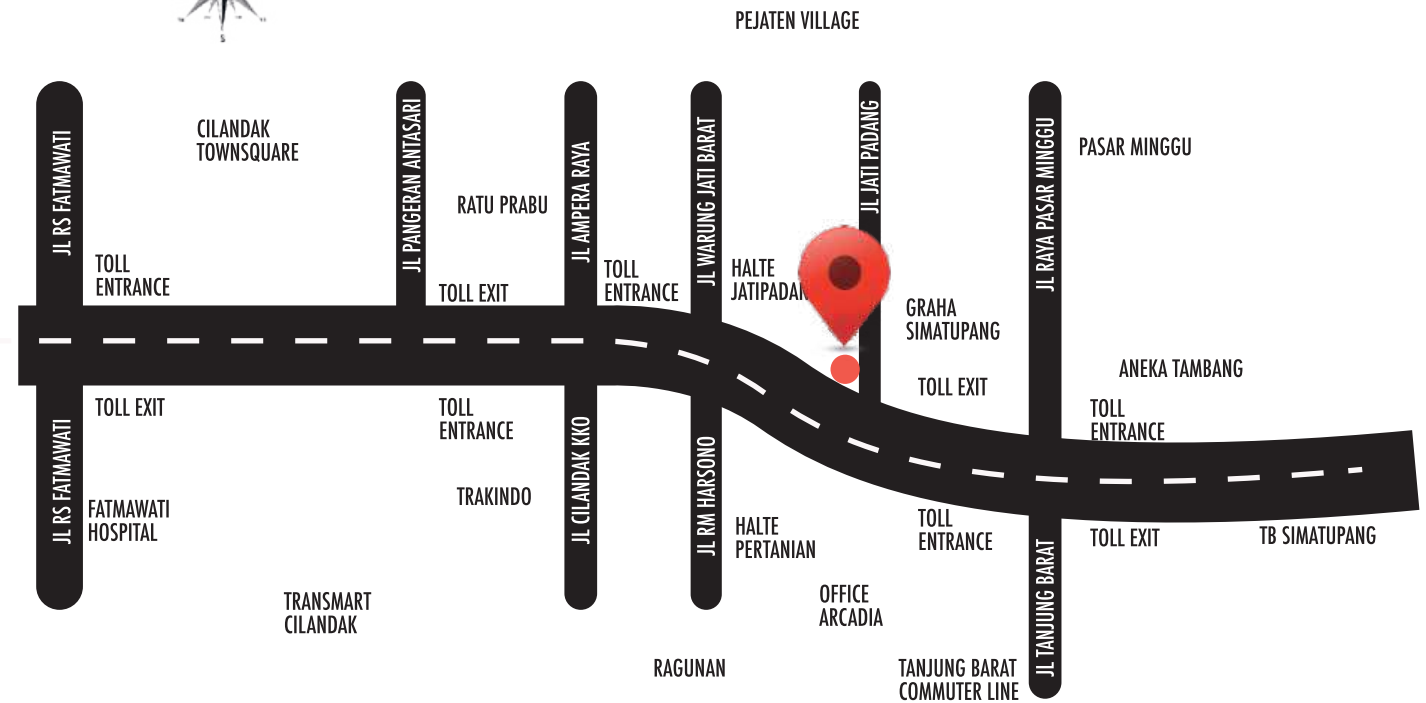 S
PEJATEN VILLAGE
JL RS FATMAWATI
CILANDAK
TOWNSQUARE
JL PANGERAN ANTASARI
RATU PRABU
JL AMPERA RAYA
JL WARUNG JATI BARAT
JL JATI PADANG
JL RAYA PASAR MINGGU
PASAR MINGGU
TOLL
ENTRANCE
TOLL EXIT
TOLL
ENTRANCE
HALTE
JATIPADAN
GRAHA
SIMATUPANG
TOLL EXIT
ANEKA TAMBANG
TOLL
ENTRANCE
TOLL EXIT
TOLL
ENTRANCE
JL RS FATMAWATI
FATMAWATI
HOSPITAL
TRAKINDO
JL CILANDAK KKO
JL RM HARSONO
HALTE
PERTANIAN
TOLL
ENTRANCE
TOLL EXIT
TB SIMATUPANG
TRANSMART
CILANDAK
OFFICE
ARCADIA
JL TANJUNG BARAT
RAGUNAN
TANJUNG BARAT
COMMUTER LINE